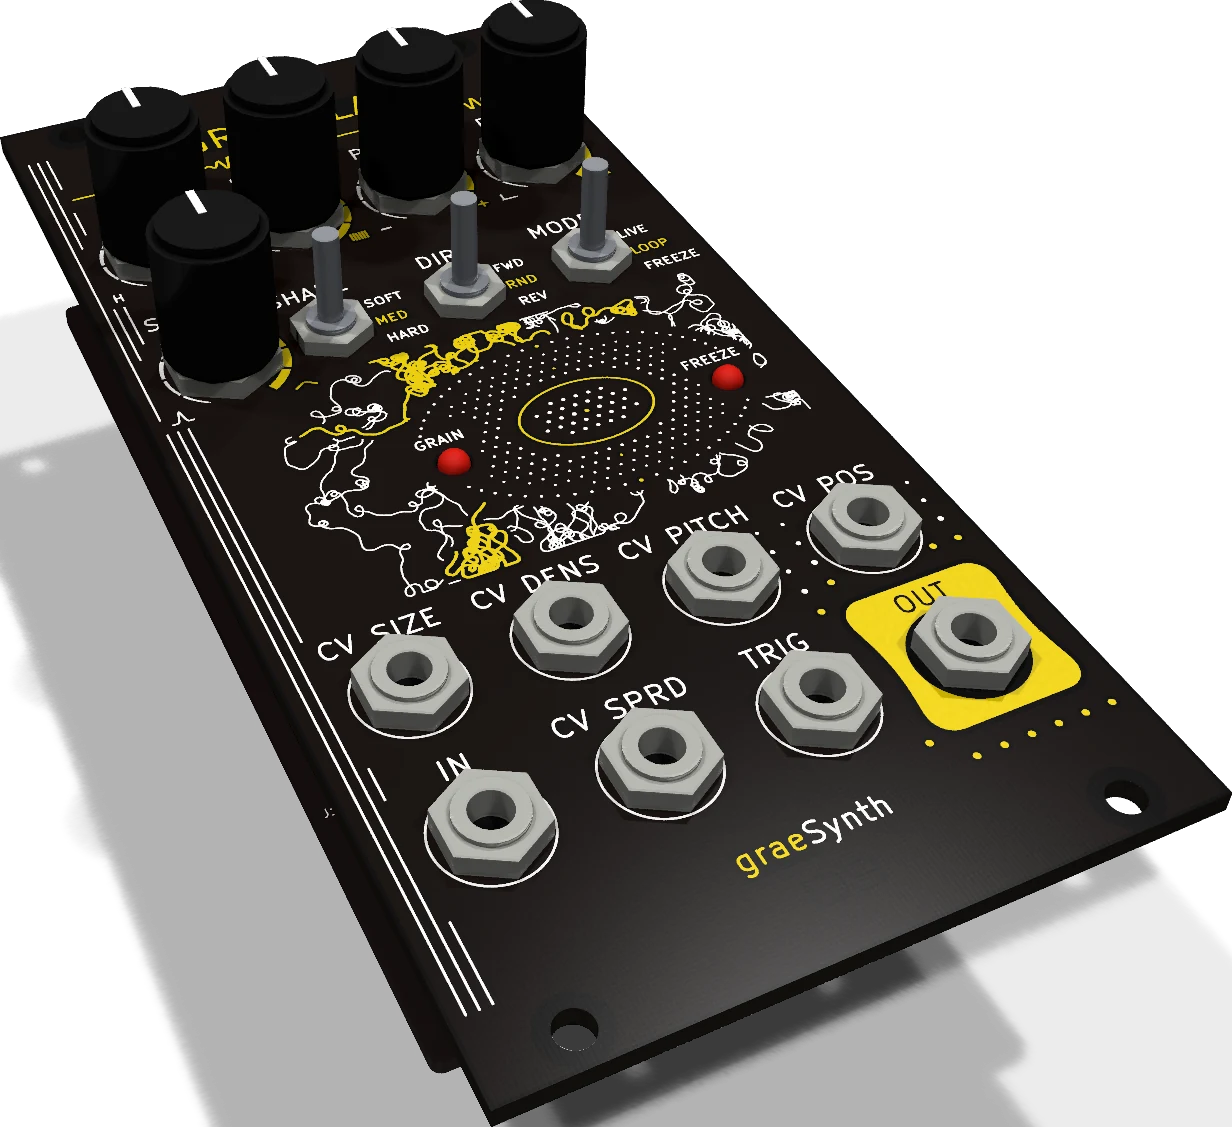 MODE
LIVE
LOOP
FREEZE
FWD
RND
REV
SOFT
MED
HARD
FREEZE
GRAIN
CV POS
CV PITCH
CV DENS
CV SIZE
OUT
TRIG
CV SPRD
IN
graeSynth